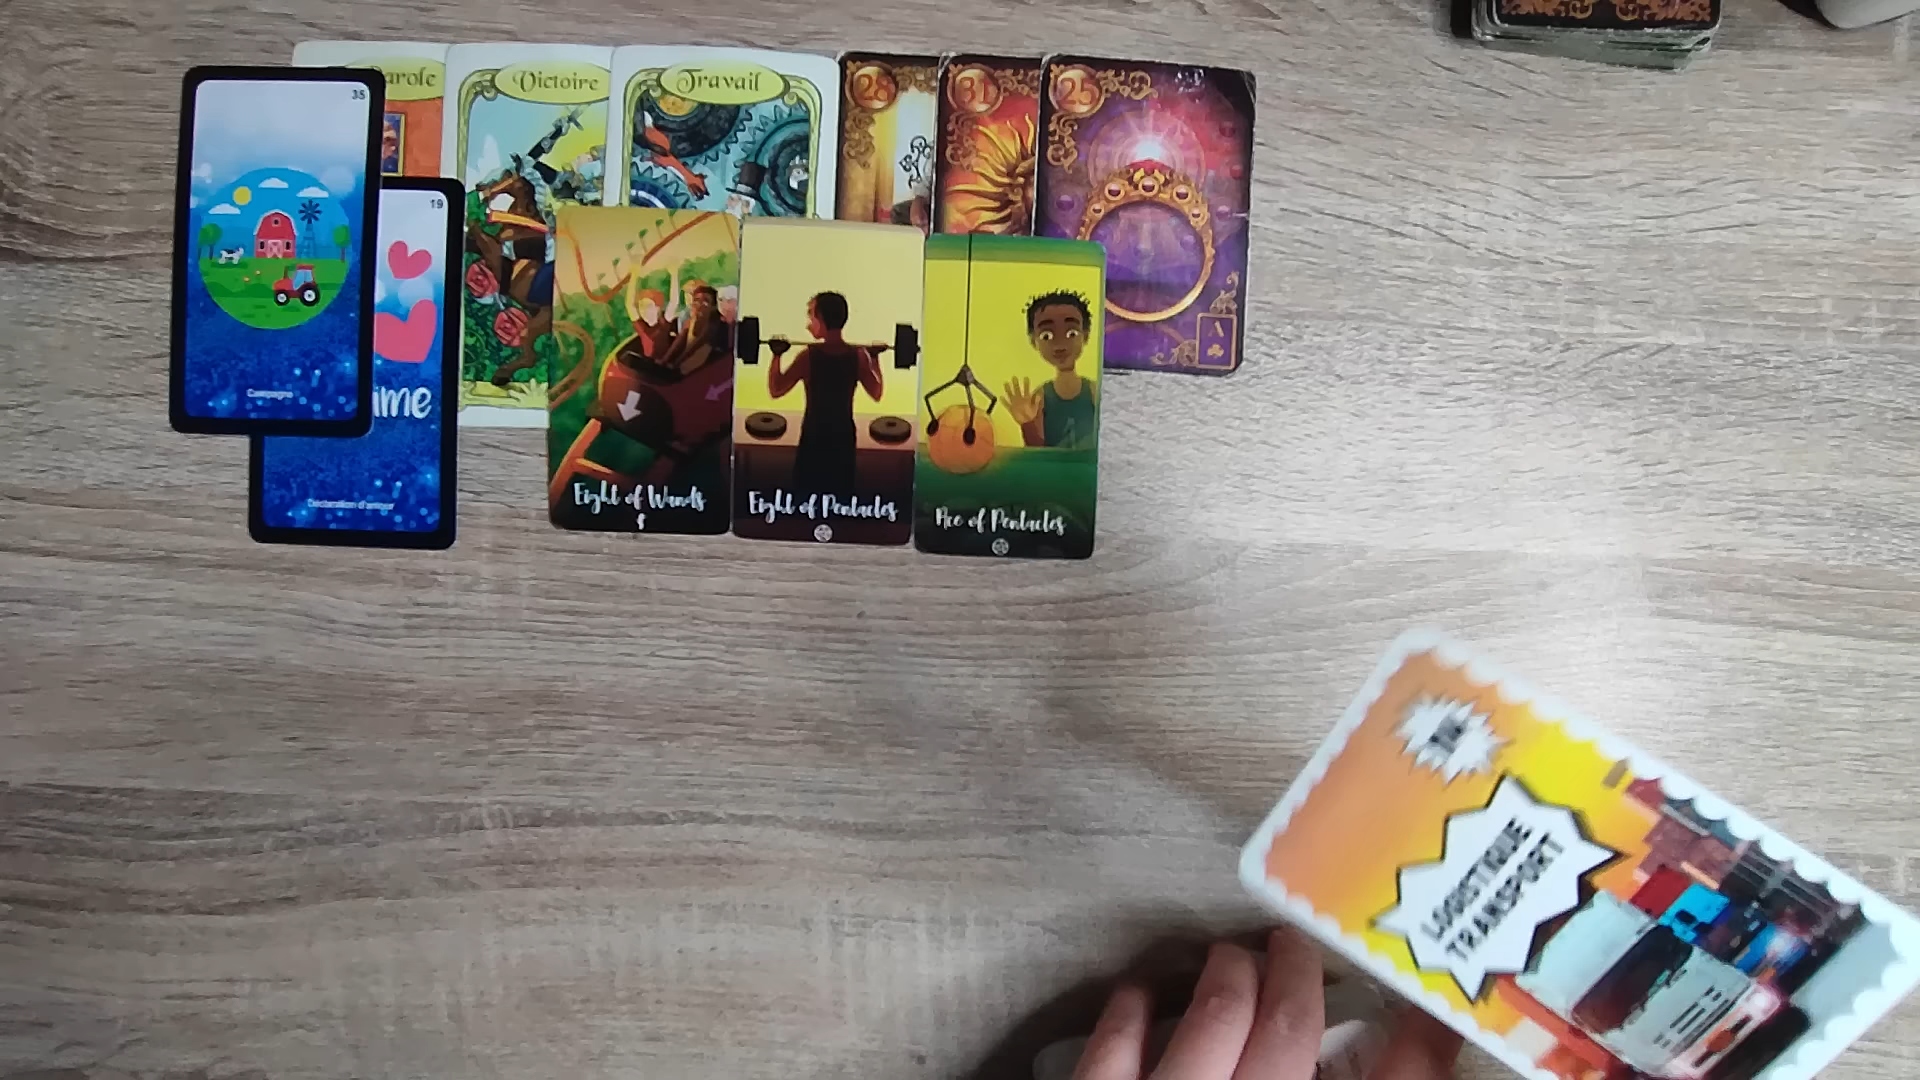 arole
Victoire
Travail
28
31
25
35
Campagne
19
ime
Déclaration d'amour
Eight of Wands
Eight of Pentacles
Ace of Pentacles
A
LOGISTIQUE
TRANSPORT